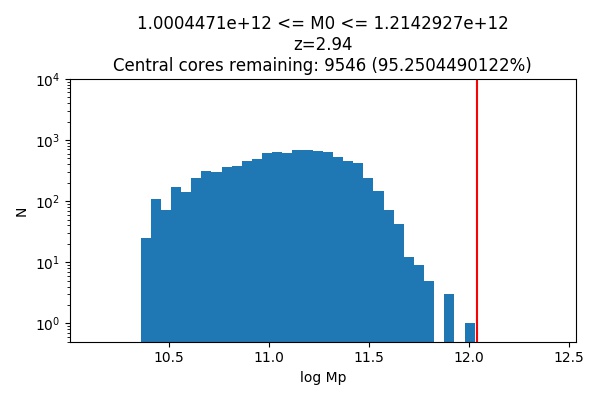 1.0004471e+12 <= M0 <= 1.2142927e+12
z=2.94
Central cores remaining: 9546 (95.2504490122%)
10^4
10^3
10^2
10^1
10^0
N
10.5 11.0 11.5 12.0 12.5
log Mp